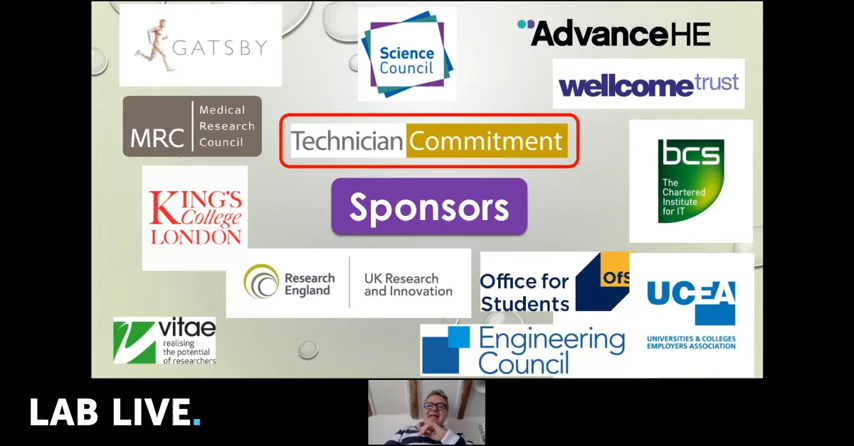 GATSBY
Science
Council
AdvanceHE
wellcometrust
MRC
Medical
Research
Council
Technician Commitment
bcs
The
Chartered
Institute
for IT
KING'S
College
LONDON
Sponsors
Research
England
UK Research
and Innovation
Office for
Students
OfS
UCEA
UNIVERSITIES & COLLEGES
EMPLOYERS ASSOCIATION
vitae
realising
the potential
of researchers
Engineering
Council
LAB LIVE.